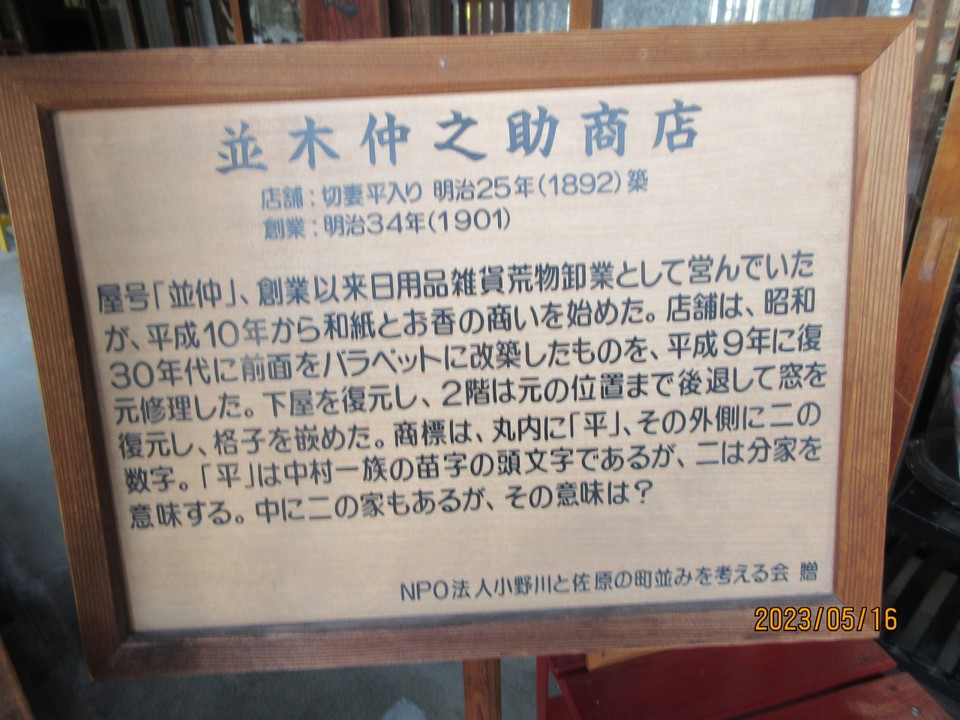 並木仲之助商店
店舗：切妻平入り 明治25年(1892)築
創業：明治34年(1901)
屋号「並仲」、創業以来日用品雑貨荒物卸業として営んでいた
が、平成10年から和紙とお香の商いを始めた。店舗は、昭和
30年代に前面をパラペットに改築したものを、平成9年に復
元修理した。下屋を復元し、2階は元の位置まで後退して窓を
復元し、格子を嵌めた。商標は、丸内に「平」、その外側に二の
数字。「平」は中村一族の苗字の頭文字であるが、二は分家を
意味する。中に二の家もあるが、その意味は？
NPO法人小野川と佐原の町並みを考える会 贈
2023/05/16